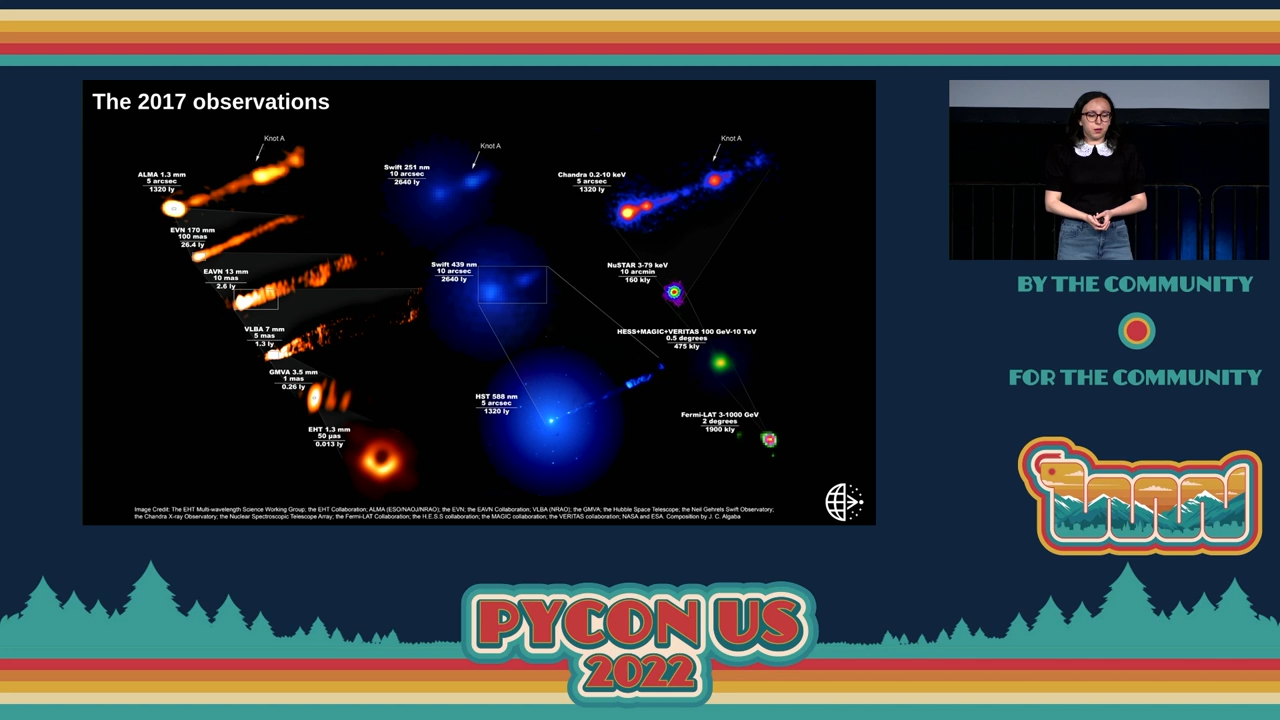 The 2017 observations
Knot A
ALMA 1.3 mm
5 arcsec
1320 ly
EVN 170 mm
100 mas
26.4 ly
EAVN 13 mm
10 mas
2.6 ly
VLBA 7 mm
5 mas
1.3 ly
GMVA 3.5 mm
1 mas
0.26 ly
EHT 1.3 mm
50 μas
0.013 ly
Knot A
Swift 251 nm
10 arcsec
2640 ly
Swift 439 nm
10 arcsec
2640 ly
HST 588 nm
5 arcsec
1320 ly
Knot A
Chandra 0.2-10 keV
5 arcsec
1320 ly
NuSTAR 3-79 keV
10 arcmin
160 kly
HESS+MAGIC+VERITAS 100 GeV-10 TeV
0.5 degrees
475 kly
Fermi-LAT 3-1000 GeV
2 degrees
1900 kly
Image Credit: The EHT Multi-wavelength Science Working Group; the EHT Collaboration; ALMA (ESO/NAOJ/NRAO); the EVN; the EAVN Collaboration; VLBA (NRAO); the GMVA; the Hubble Space Telescope; the Neil Gehrels Swift Observatory;
the Chandra X-ray Observatory; the Nuclear Spectroscopic Telescope Array; the Fermi-LAT Collaboration; the H.E.S.S collaboration; the MAGIC collaboration; the VERITAS collaboration; NASA and ESA. Composition by J. C. Algaba
BY THE COMMUNITY
FOR THE COMMUNITY
PYCON US
2022